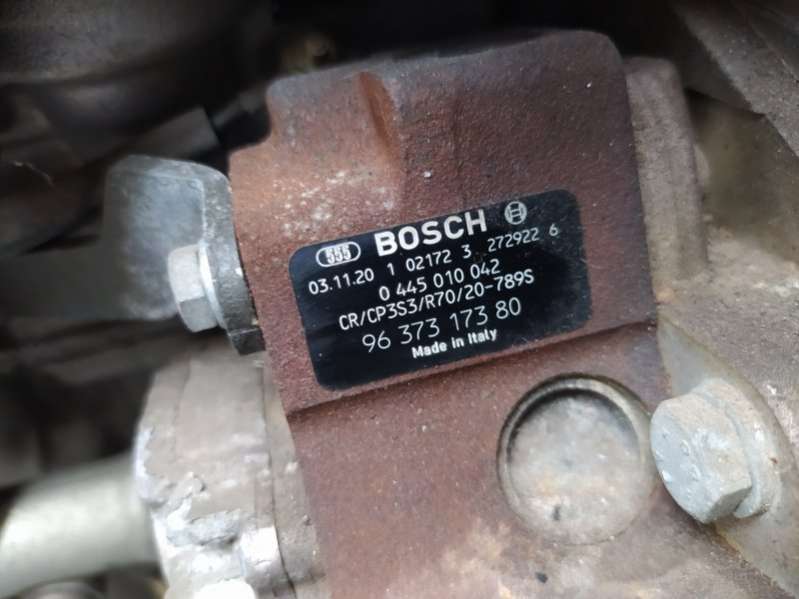 555 BOSCH
03.11.20 1 02172 3 272922 6
0 445 010 042
CR/CP3S3/R70/20-789S
96 373 173 80
Made in Italy